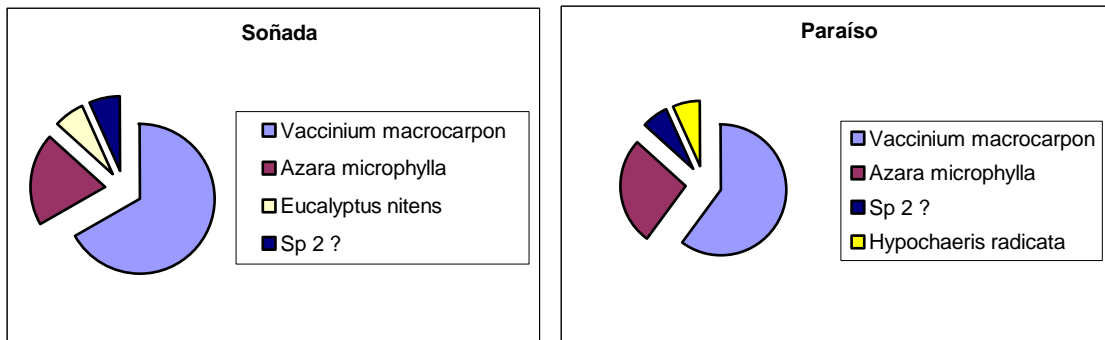 Soñada
Vaccinium macrocarpon
Azara microphylla
Eucalyptus nitens
Sp 2 ?
Paraíso
Vaccinium macrocarpon
Azara microphylla
Sp 2 ?
Hypochaeris radicata